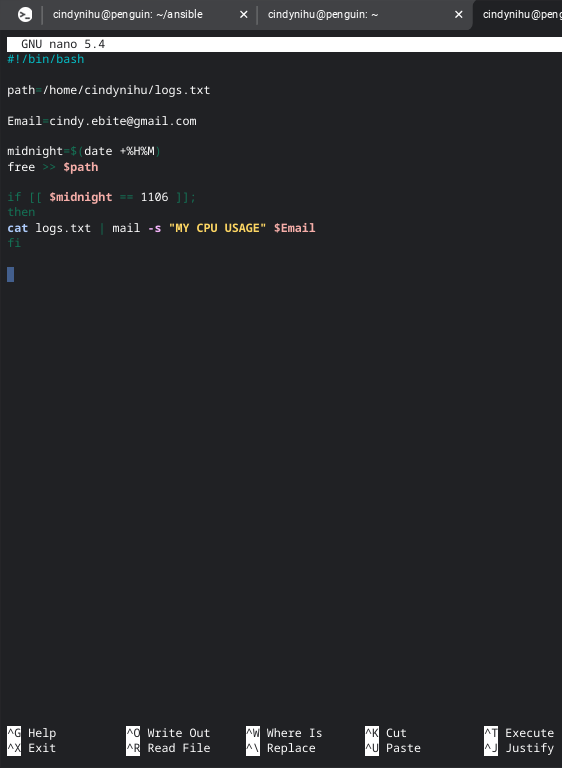 cindynihu@penguin: ~/ansible × cindynihu@penguin: ~ × cindynihu@peng
GNU nano 5.4
#!/bin/bash
path=/home/cindynihu/logs.txt
Email=cindy.ebite@gmail.com
midnight=$(date +%H%M)
free >> $path
if [[ $midnight == 1106 ]];
then
cat logs.txt | mail -s "MY CPU USAGE" $Email
fi
^G Help ^O Write Out ^W Where Is ^K Cut ^T Execute
^X Exit ^R Read File ^\ Replace ^U Paste ^J Justify